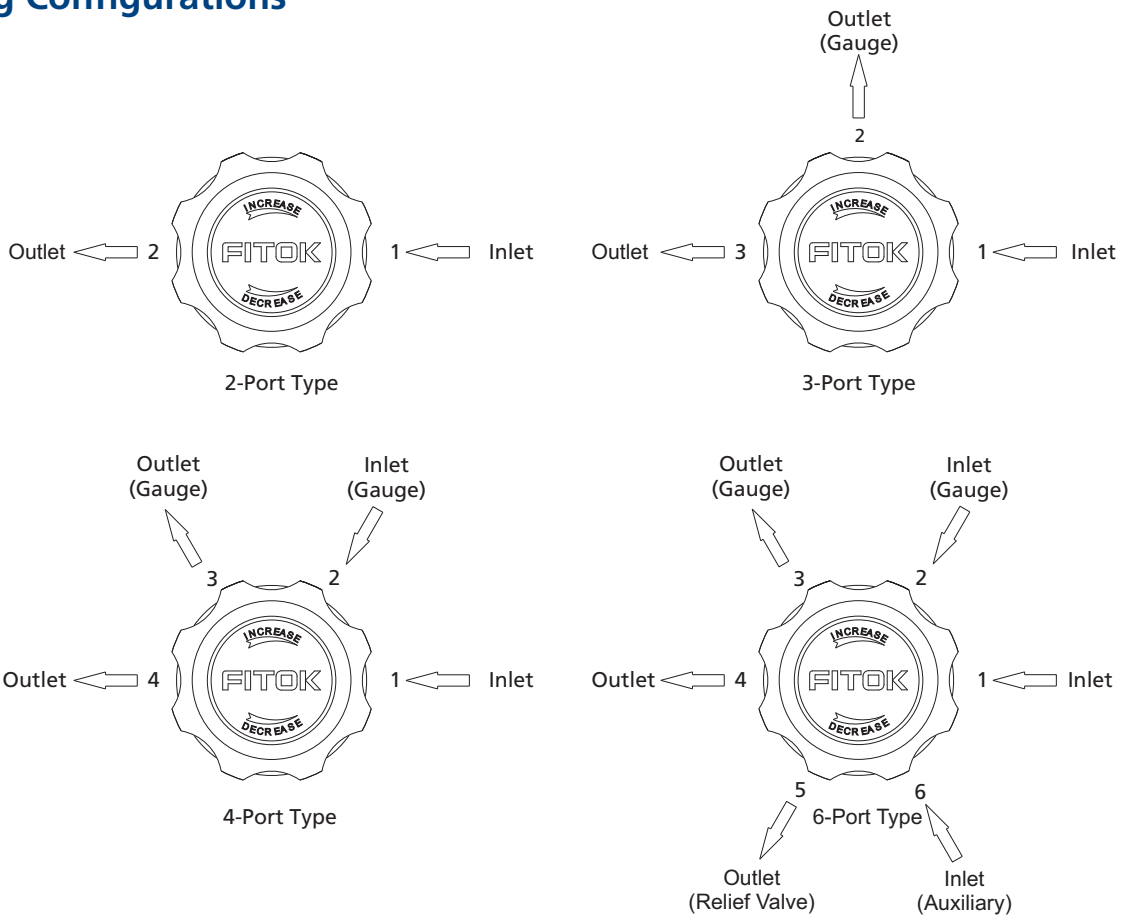 g Configurations
Outlet
2
INCREASE
FITOK
DECREASE
1
Inlet
2-Port Type
Outlet
(Gauge)
2
Outlet
3
INCREASE
FITOK
DECREASE
1
Inlet
3-Port Type
Outlet
(Gauge)
Inlet
(Gauge)
3
2
Outlet
4
INCREASE
FITOK
DECREASE
1
Inlet
4-Port Type
Outlet
(Gauge)
Inlet
(Gauge)
3
2
Outlet
4
INCREASE
FITOK
DECREASE
1
Inlet
5
6
6-Port Type
Outlet
(Relief Valve)
Inlet
(Auxiliary)